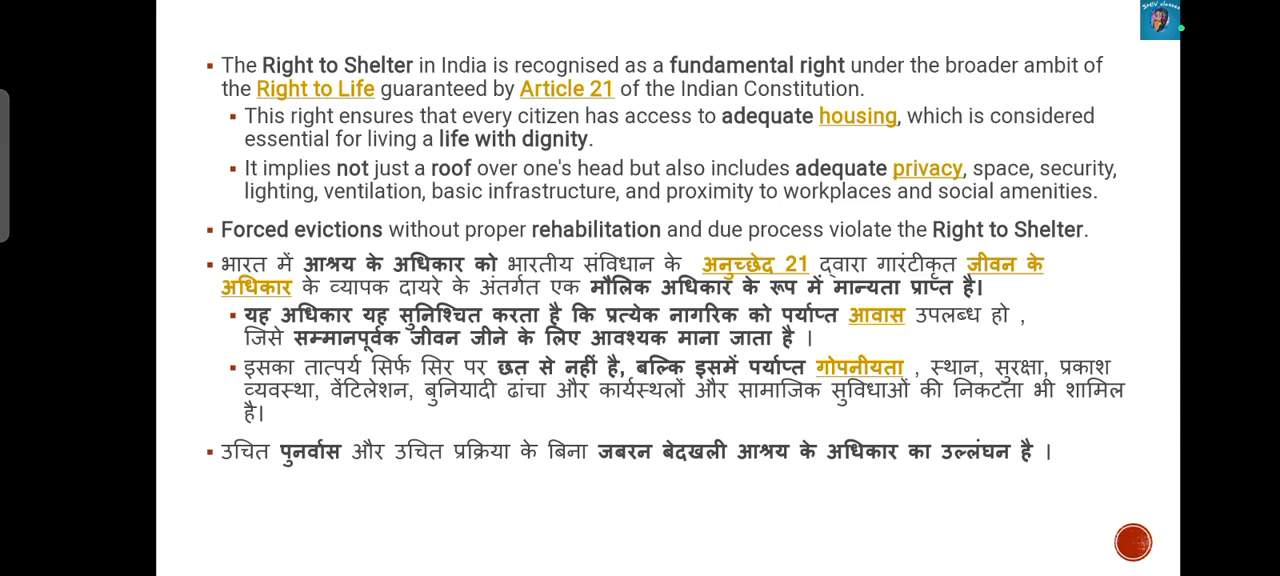 SHIV_classes
The Right to Shelter in India is recognised as a fundamental right under the broader ambit of
the Right to Life guaranteed by Article 21 of the Indian Constitution.
This right ensures that every citizen has access to adequate housing, which is considered
essential for living a life with dignity.
It implies not just a roof over one's head but also includes adequate privacy, space, security,
lighting, ventilation, basic infrastructure, and proximity to workplaces and social amenities.
Forced evictions without proper rehabilitation and due process violate the Right to Shelter.
भारत में आश्रय के अधिकार को भारतीय संविधान के अनुच्छेद 21 द्वारा गारंटीकृत जीवन के
अधिकार के व्यापक दायरे के अंतर्गत एक मौलिक अधिकार के रूप में मान्यता प्राप्त है।
यह अधिकार यह सुनिश्चित करता है कि प्रत्येक नागरिक को पर्याप्त आवास उपलब्ध हो ,
जिसे सम्मानपूर्वक जीवन जीने के लिए आवश्यक माना जाता है ।
इसका तात्पर्य सिर्फ सिर पर छत से नहीं है, बल्कि इसमें पर्याप्त गोपनीयता , स्थान, सुरक्षा, प्रकाश
व्यवस्था, वेंटिलेशन, बुनियादी ढांचा और कार्यस्थलों और सामाजिक सुविधाओं की निकटता भी शामिल
है।
उचित पुनर्वास और उचित प्रक्रिया के बिना जबरन बेदखली आश्रय के अधिकार का उल्लंघन है ।